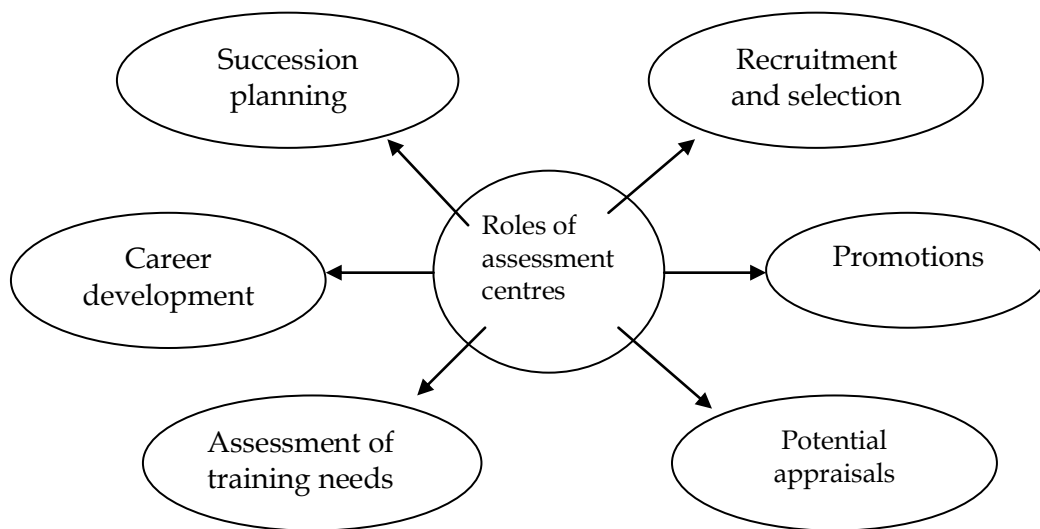 Succession
planning
Recruitment
and selection
Roles of
assessment
centres
Career
development
Promotions
Assessment of
training needs
Potential
appraisals